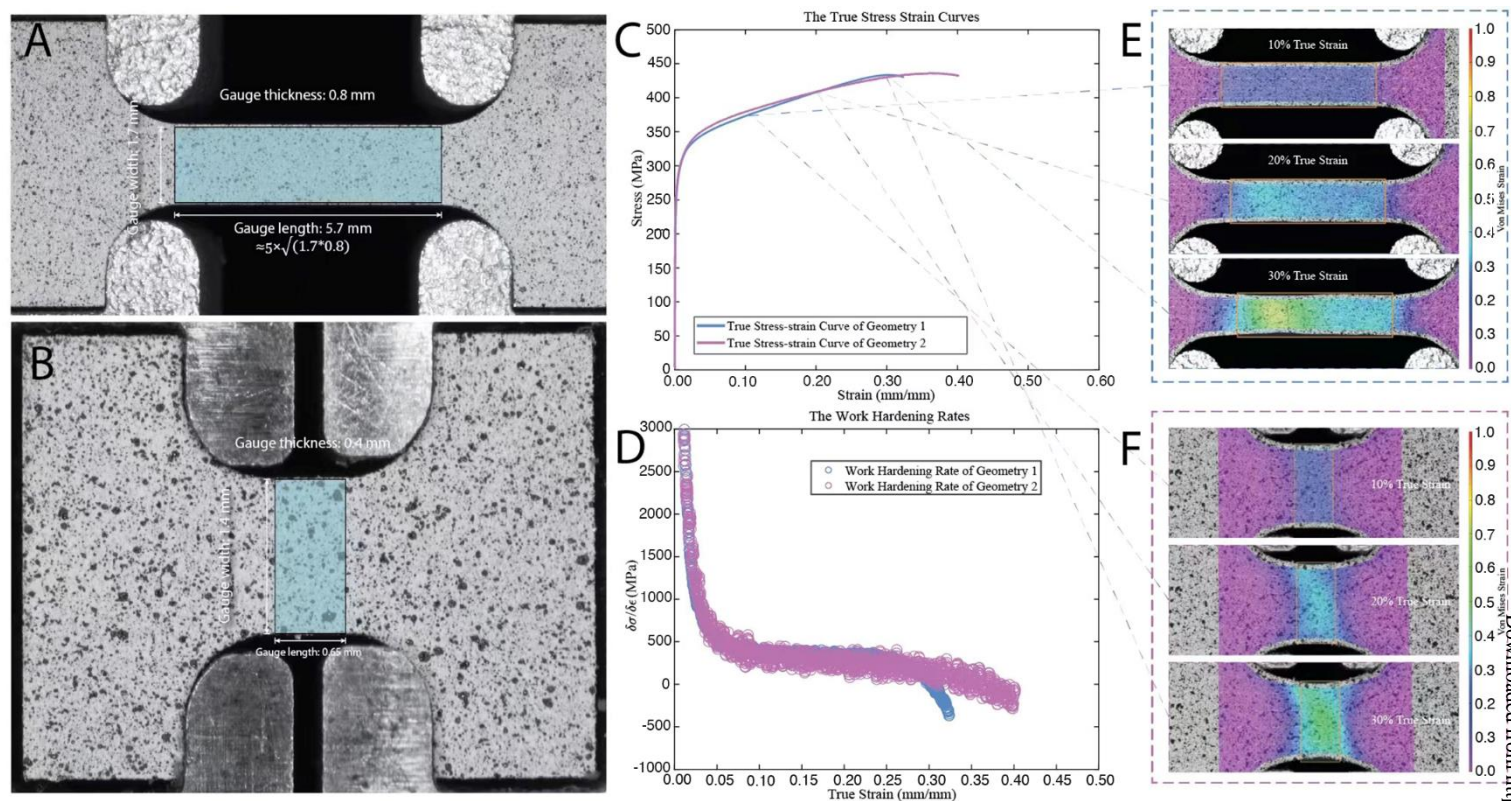 A
Gauge thickness: 0.8 mm
Gauge width: 1.7 mm
Gauge length: 5.7 mm
≈5×√(1.7*0.8)
B
Gauge thickness: 0.4 mm
Gauge width: 1.4 mm
Gauge length: 0.65 mm
C
The True Stress Strain Curves
500
450
400
350
300
250
200
150
100
50
0
Stress (MPa)
True Stress-strain Curve of Geometry 1
True Stress-strain Curve of Geometry 2
0.00 0.10 0.20 0.30 0.40 0.50 0.60
Strain (mm/mm)
D
The Work Hardening Rates
3000
2500
2000
1500
1000
500
0
-500
-1000
δσ/δϵ (MPa)
Work Hardening Rate of Geometry 1
Work Hardening Rate of Geometry 2
0.00 0.05 0.10 0.15 0.20 0.25 0.30 0.35 0.40 0.45 0.50
True Strain (mm/mm)
E
10% True Strain
20% True Strain
30% True Strain
1.0
0.9
0.8
0.7
0.6
0.5
0.4
0.3
0.2
0.3
0.0
Von Mises Strain
F
10% True Strain
20% True Strain
30% True Strain
1.0
0.9
0.8
0.7
0.6
0.5
0.4
0.3
0.2
0.3
0.0
Von Mises Strain